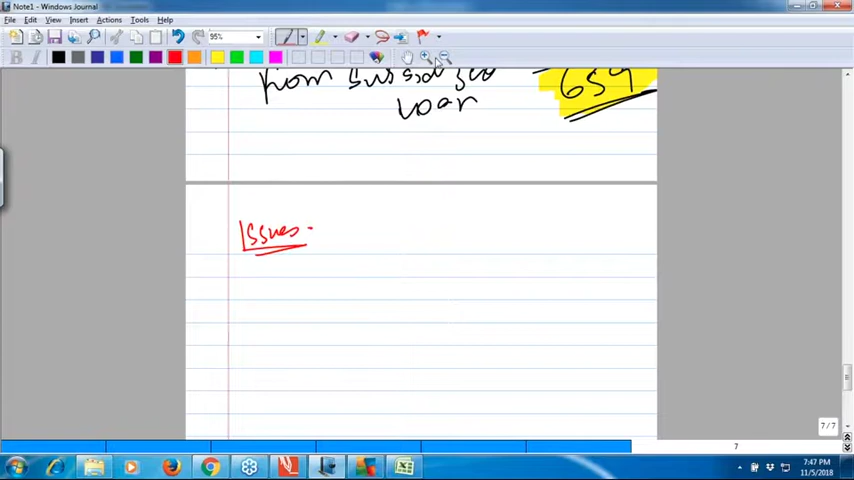 Note1 - Windows Journal
File Edit View Insert Actions Tools Help
95%
B I
from subsidized
loan
659
Issues -
7/7
7
7:47 PM
11/5/2018